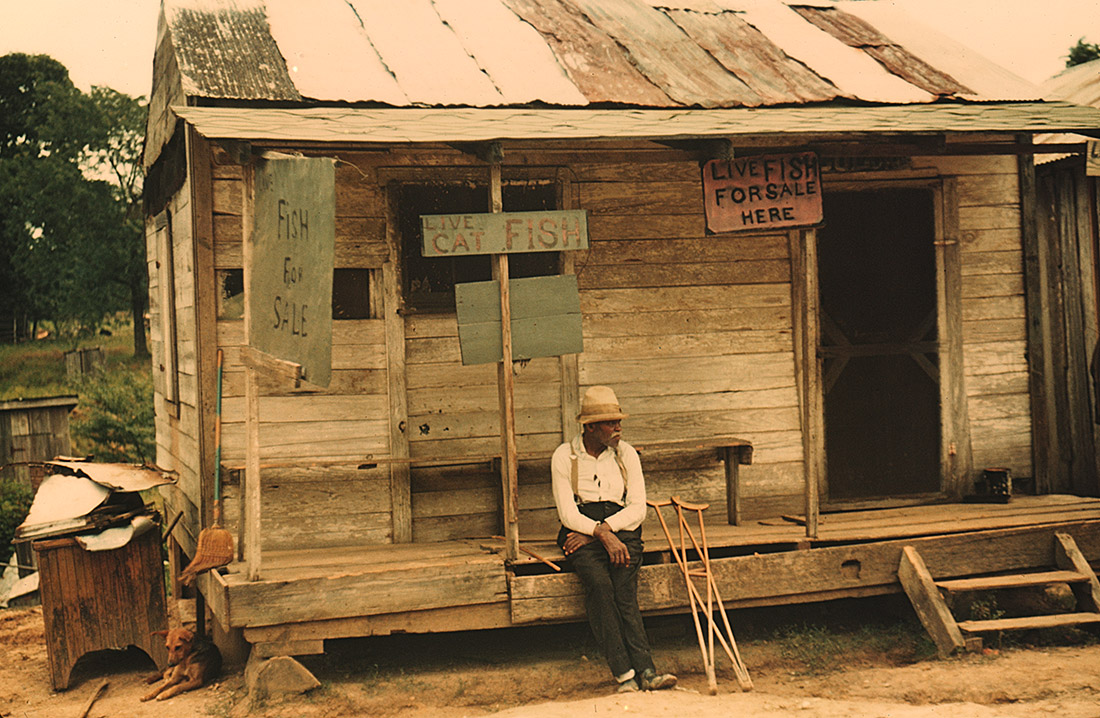 FISH
FOR
SALE
LIVE
CAT FISH
LIVE FISH
FOR SALE
HERE